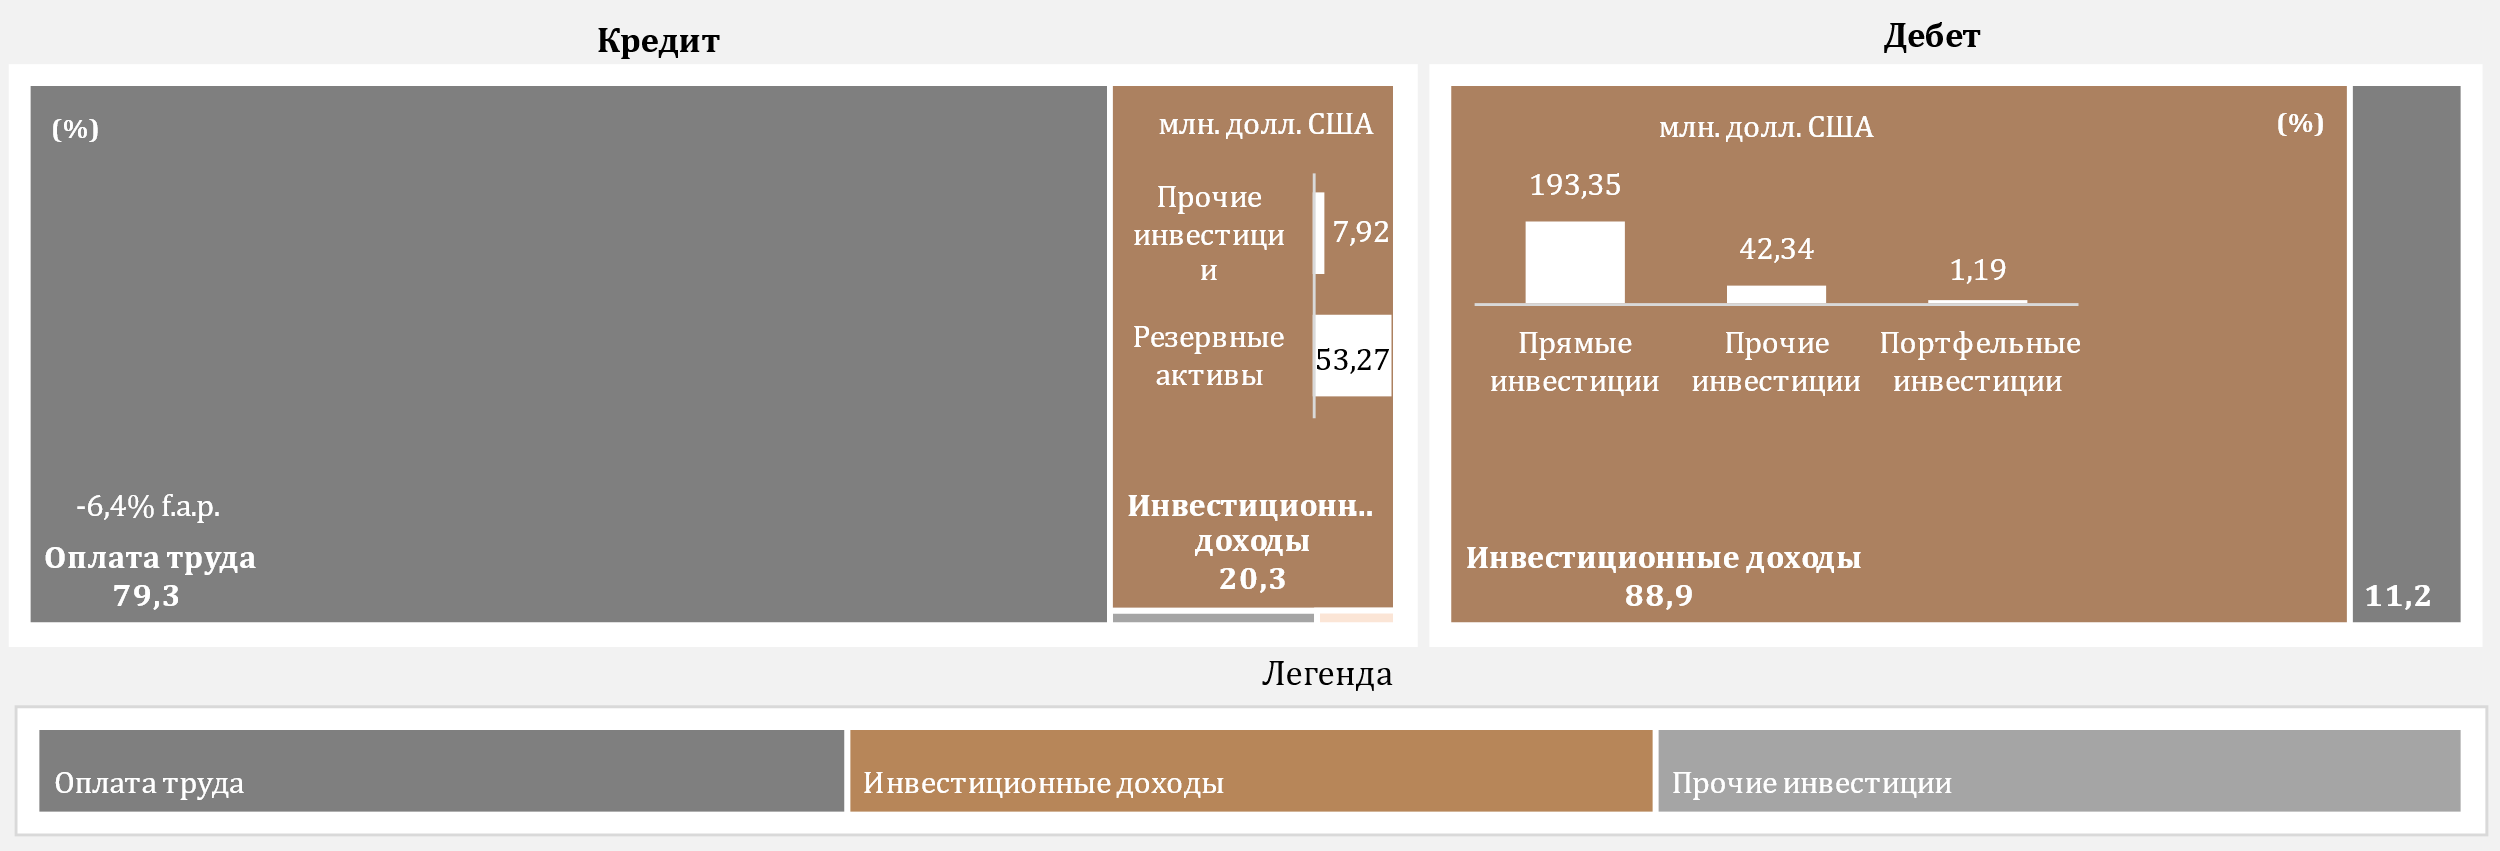 Кредит
(%)
-6,4% f.a.p.
Оплата труда
79,3
млн. долл. США
Прочие
инвестици
и
7,92
Резервные
активы
53,27
Инвестиционн...
доходы
20,3
Дебет
млн. долл. США
(%)
193,35
42,34
1,19
Прямые
инвестиции
Прочие
инвестиции
Портфельные
инвестиции
Инвестиционные доходы
88,9
11,2
Легенда
Оплата труда
Инвестиционные доходы
Прочие инвестиции